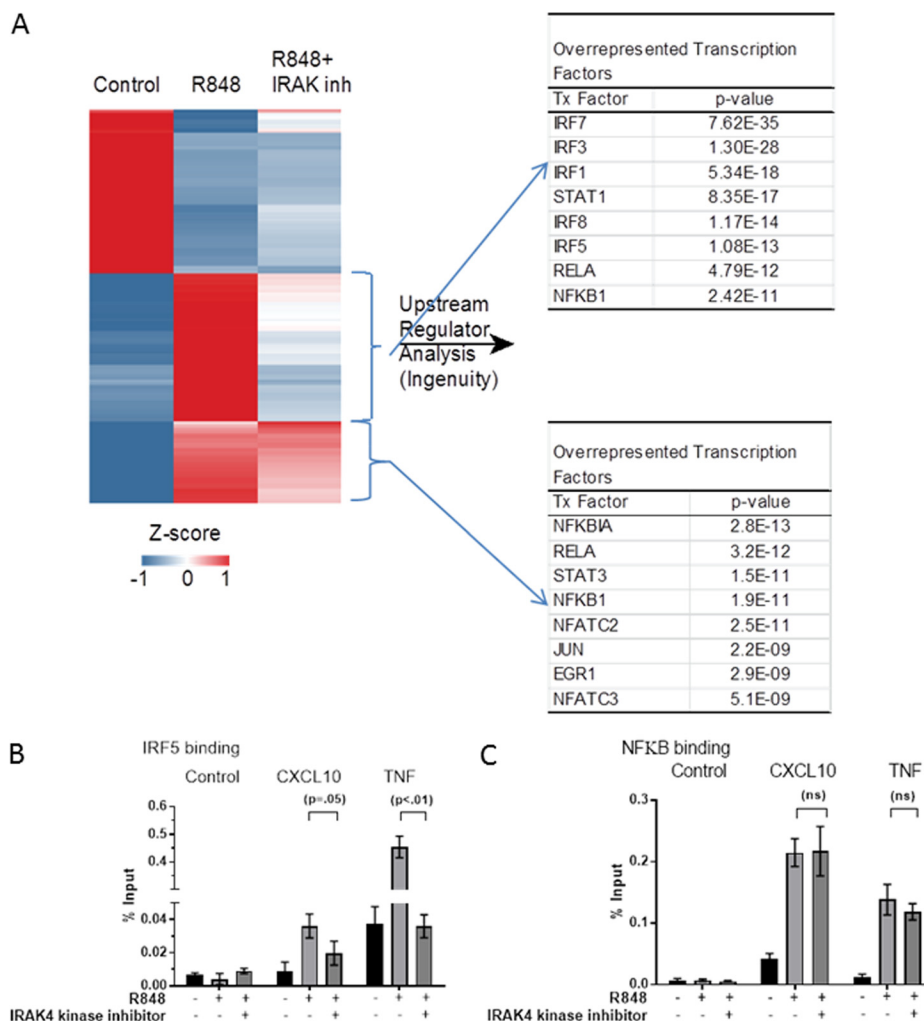 A
Control
R848
R848+
IRAK inh
Z-score
-1 0 1
Upstream
Regulator
Analysis
(Ingenuity)
Overrepresented Transcription
Factors
Tx Factor p-value
IRF7 7.62E-35
IRF3 1.30E-28
IRF1 5.34E-18
STAT1 8.35E-17
IRF8 1.17E-14
IRF5 1.08E-13
RELA 4.79E-12
NFKB1 2.42E-11
Overrepresented Transcription
Factors
Tx Factor p-value
NFKBIA 2.8E-13
RELA 3.2E-12
STAT3 1.5E-11
NFKB1 1.9E-11
NFATC2 2.5E-11
JUN 2.2E-09
EGR1 2.9E-09
NFATC3 5.1E-09
B
IRF5 binding
Control CXCL10 TNF
(p=.05) (p<.01)
% Input
0.6
0.5
0.4
0.04
0.02
0.00
R848 - + + - + + - + +
IRAK4 kinase inhibitor - - + - - + - - +
C
NFKB binding
Control CXCL10 TNF
(ns) (ns)
% Input
0.3
0.2
0.1
0.0
R848 - + + - + + - + +
IRAK4 kinase inhibitor - - + - - + - - +